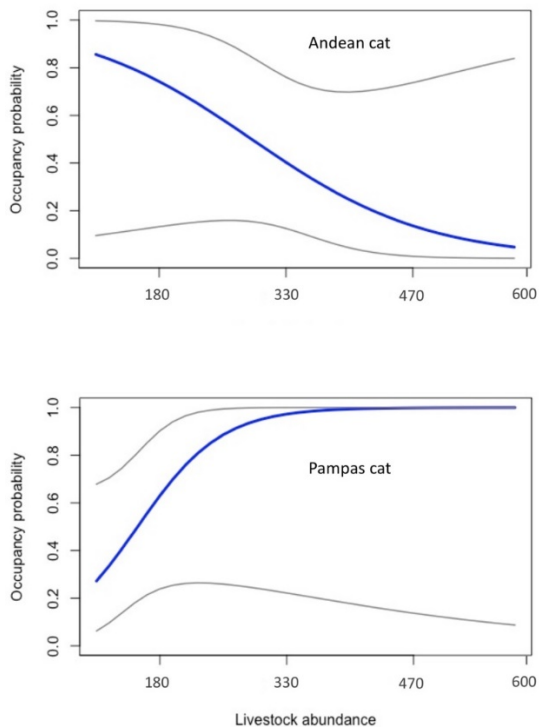 Andean cat
Occupancy probability
1.0
0.8
0.6
0.4
0.2
0.0
180 330 470 600
Pampas cat
Occupancy probability
1.0
0.8
0.6
0.4
0.2
0.0
180 330 470 600
Livestock abundance